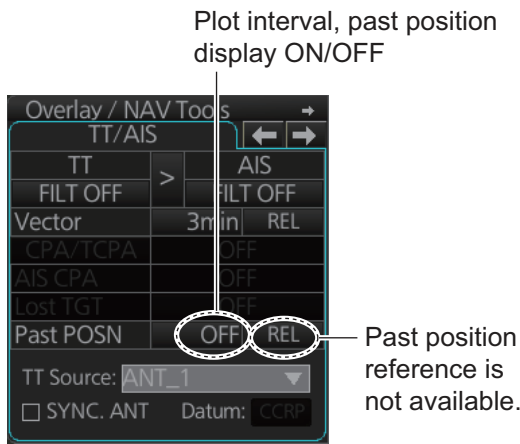 Plot interval, past position
display ON/OFF
Overlay / NAV Tools
TT/AIS
TT > AIS
FILT OFF FILT OFF
Vector 3min REL
CPA/TCPA OFF
AIS CPA OFF
Lost TGT OFF
Past POSN OFF REL
Past position
reference is
not available.
TT Source: ANT_1
SYNC. ANT Datum: CCRP